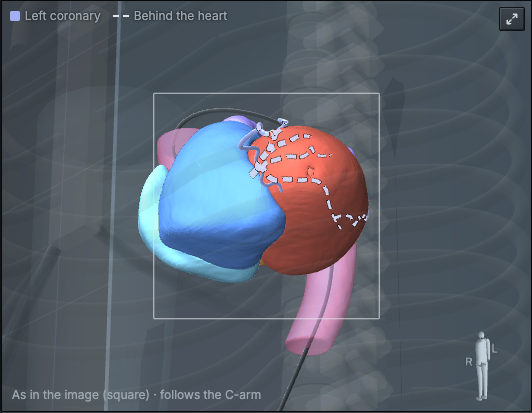 Left coronary Behind the heart
R L
As in the image (square) · follows the C-arm